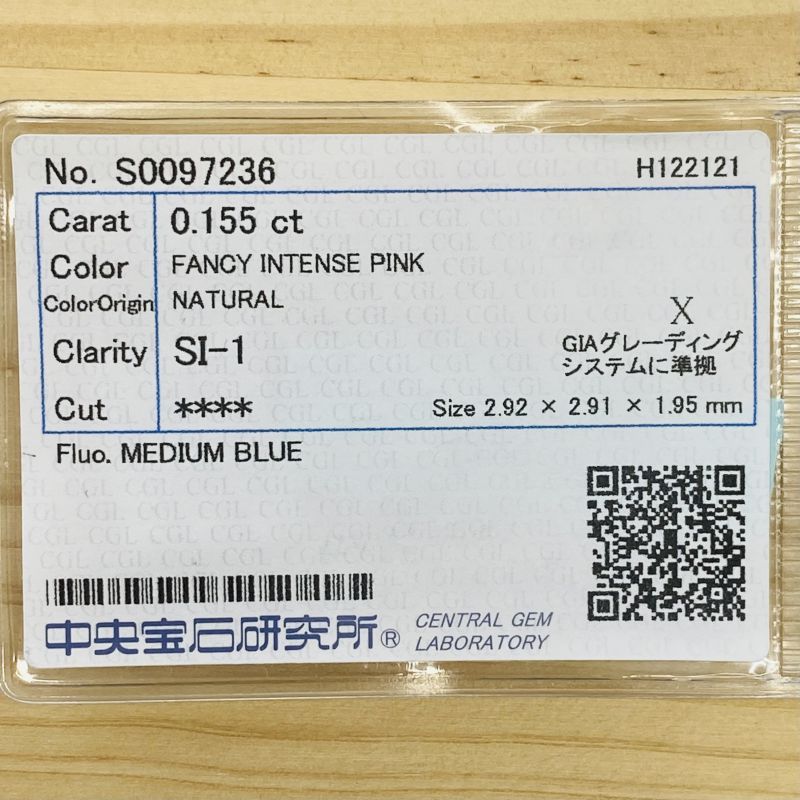 No. S0097236 H122121
Carat 0.155 ct
Color FANCY INTENSE PINK
ColorOrigin NATURAL
X
Clarity SI-1
GIAグレーディング
システムに準拠
Cut **** Size 2.92 × 2.91 × 1.95 mm
Fluo. MEDIUM BLUE
中央宝石研究所® CENTRAL GEM
LABORATORY